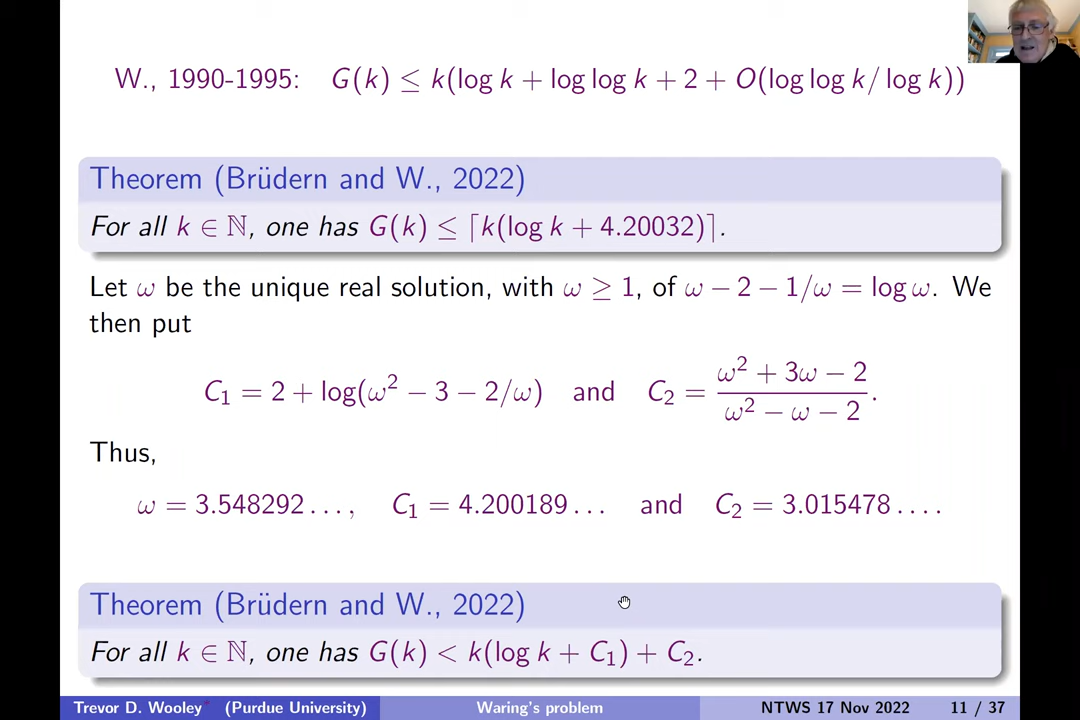 W., 1990-1995: G(k) ≤ k(log k + log log k + 2 + O(log log k/ log k))
Theorem (Brüdern and W., 2022)
For all k ∈ ℕ, one has G(k) ≤ ⌈k(log k + 4.20032)⌉.
Let ω be the unique real solution, with ω ≥ 1, of ω − 2 − 1/ω = log ω. We
then put
C₁ = 2 + log(ω² − 3 − 2/ω) and C₂ = (ω² + 3ω − 2)/(ω² − ω − 2).
Thus,
ω = 3.548292..., C₁ = 4.200189... and C₂ = 3.015478....
Theorem (Brüdern and W., 2022)
For all k ∈ ℕ, one has G(k) < k(log k + C₁) + C₂.
Trevor D. Wooley (Purdue University) Waring's problem NTWS 17 Nov 2022 11 / 37